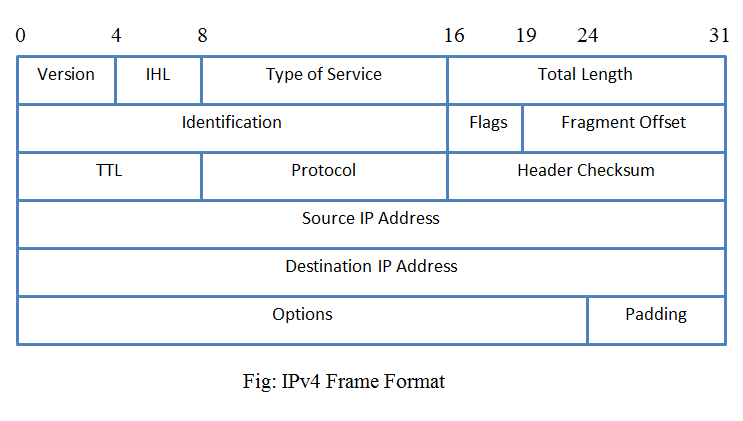 0 4 8 16 19 24 31
Version IHL Type of Service Total Length
Identification Flags Fragment Offset
TTL Protocol Header Checksum
Source IP Address
Destination IP Address
Options Padding
Fig: IPv4 Frame Format